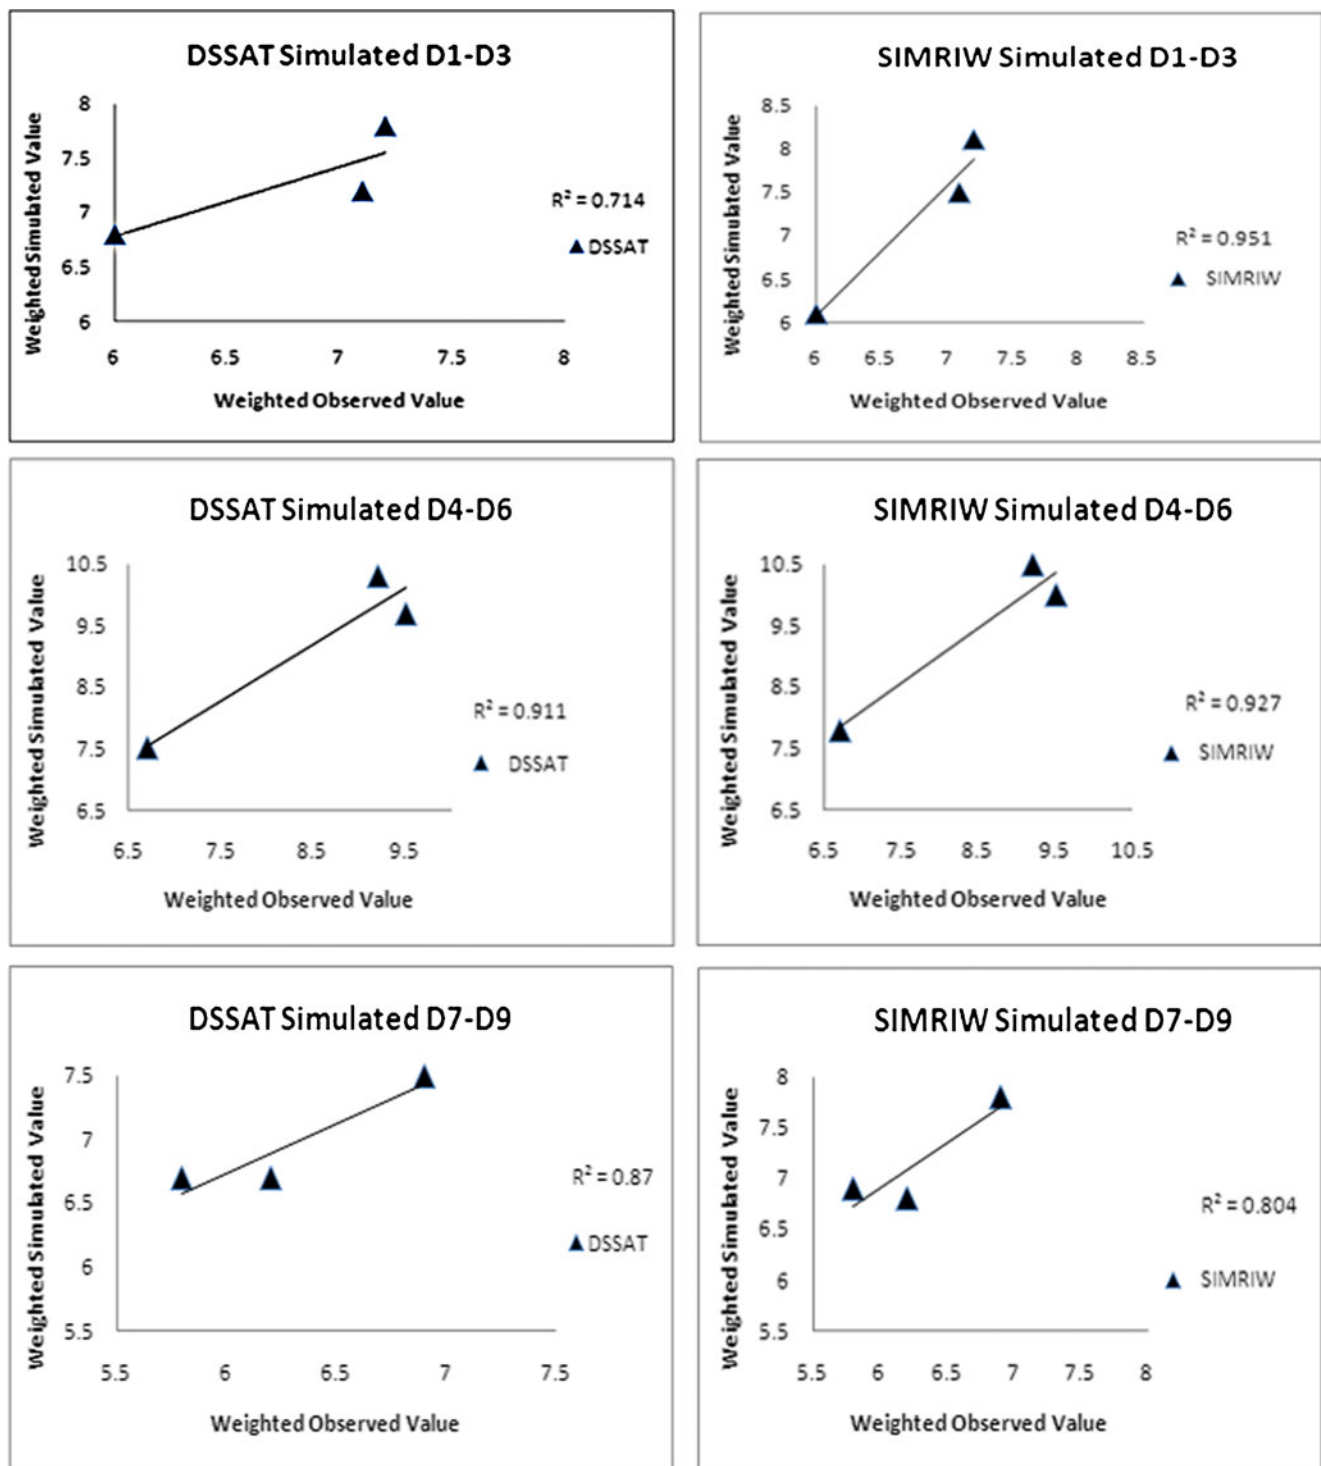 DSSAT Simulated D1-D3
Weighted Simulated Value
8
7.5
7
6.5
6
R² = 0.714
DSSAT
6 6.5 7 7.5 8
Weighted Observed Value
SIMRIW Simulated D1-D3
Weighted Simulated Value
8.5
8
7.5
7
6.5
6
R² = 0.951
SIMRIW
6 6.5 7 7.5 8 8.5
Weighted Observed Value
DSSAT Simulated D4-D6
Weighted Simulated Value
10.5
9.5
8.5
7.5
6.5
R² = 0.911
DSSAT
6.5 7.5 8.5 9.5
Weighted Observed Value
SIMRIW Simulated D4-D6
Weighted Simulated Value
10.5
9.5
8.5
7.5
6.5
R² = 0.927
SIMRIW
6.5 7.5 8.5 9.5 10.5
Weighted Observed Value
DSSAT Simulated D7-D9
Weighted Simulated Value
7.5
7
6.5
6
5.5
R² = 0.87
DSSAT
5.5 6 6.5 7 7.5
Weighted Observed Value
SIMRIW Simulated D7-D9
Weighted Simulated Value
8
7.5
7
6.5
6
5.5
R² = 0.804
SIMRIW
5.5 6 6.5 7 7.5 8
Weighted Observed Value